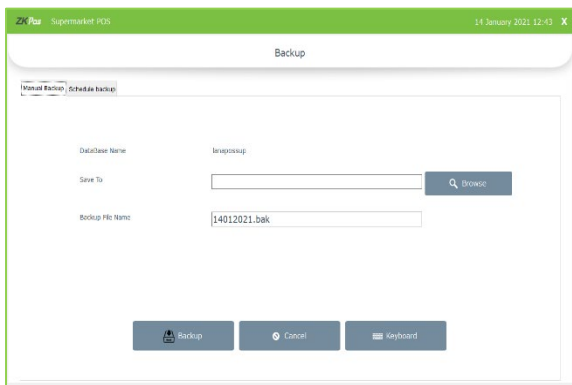 ZKPos Supermarket POS 14 January 2021 12:43 X
Backup
Manual Backup Schedule backup
DataBase Name lanapossup
Save To Browse
Backup File Name 14012021.bak
Backup Cancel Keyboard